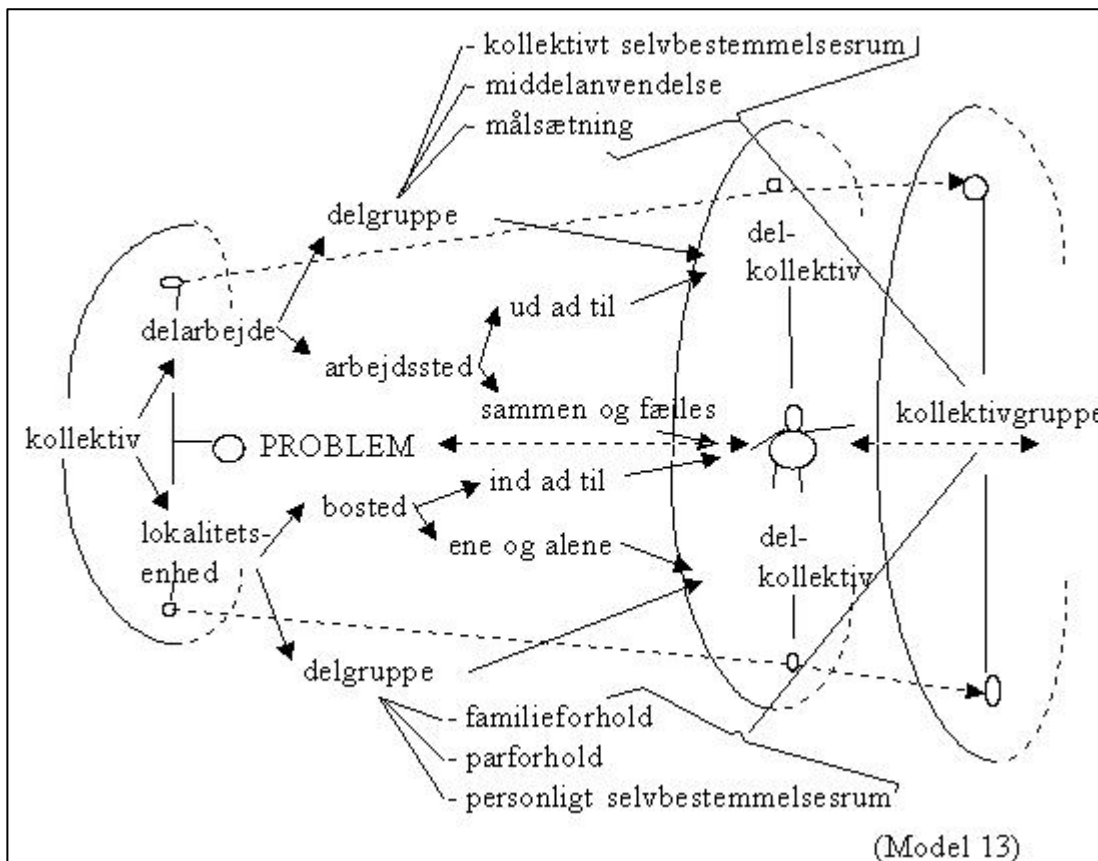 - kollektivt selvbestemmelsesrum
- middelanvendelse
- målsætning
delgruppe
del-
kollektiv
ud ad til
delarbejde
arbejdssted
sammen og fælles
kollektivgruppe
kollektiv
PROBLEM
ind ad til
bosted
lokalitets-
enhed
ene og alene
del-
kollektiv
delgruppe
- familieforhold
- parforhold
- personligt selvbestemmelsesrum
(Model 13)